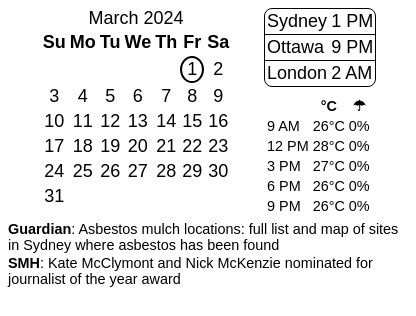 March 2024
Su Mo Tu We Th Fr Sa
1 2
3 4 5 6 7 8 9
10 11 12 13 14 15 16
17 18 19 20 21 22 23
24 25 26 27 28 29 30
31
Sydney 1 PM
Ottawa 9 PM
London 2 AM
°C ☂
9 AM 26°C 0%
12 PM 28°C 0%
3 PM 27°C 0%
6 PM 26°C 0%
9 PM 26°C 0%
Guardian: Asbestos mulch locations: full list and map of sites
in Sydney where asbestos has been found
SMH: Kate McClymont and Nick McKenzie nominated for
journalist of the year award